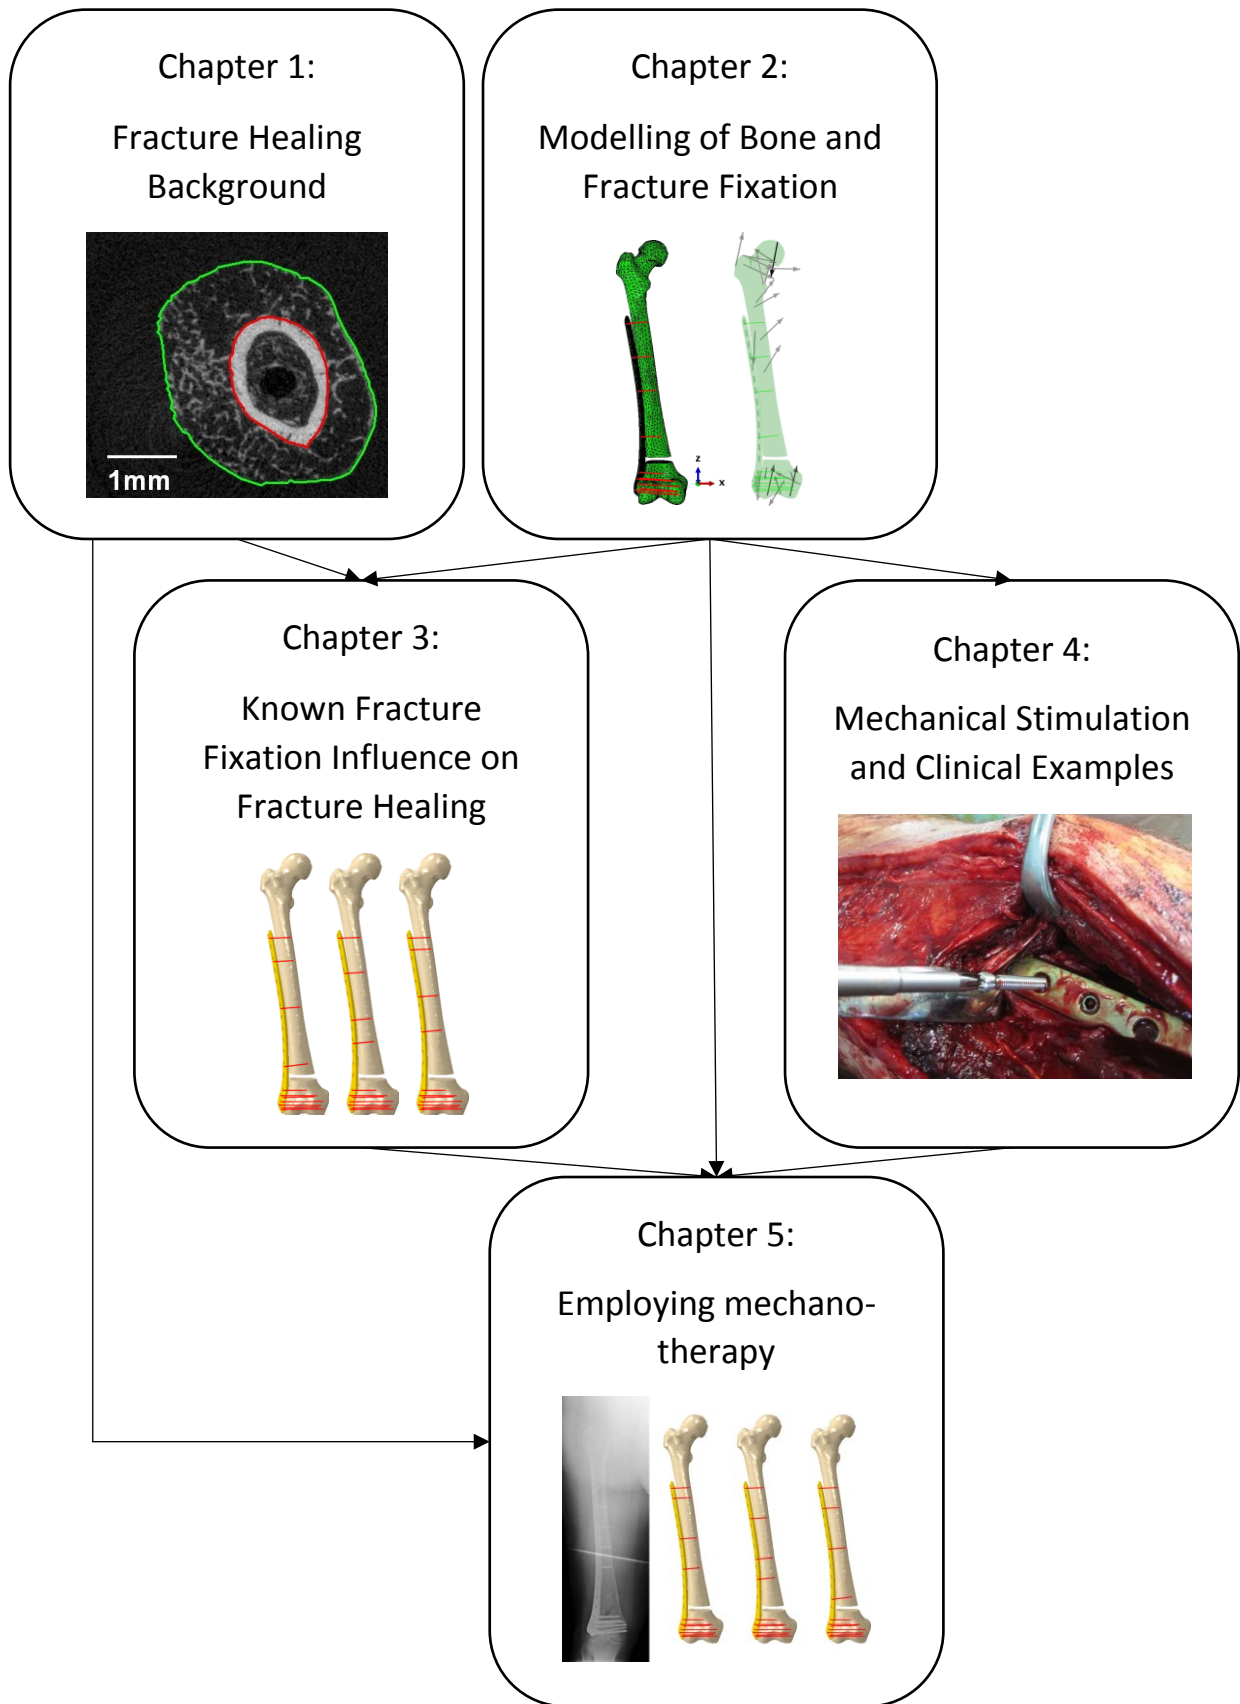 Chapter 1:
Fracture Healing
Background
1mm
Chapter 2:
Modelling of Bone and
Fracture Fixation
z
x
Chapter 3:
Known Fracture
Fixation Influence on
Fracture Healing
Chapter 4:
Mechanical Stimulation
and Clinical Examples
Chapter 5:
Employing mechano-
therapy